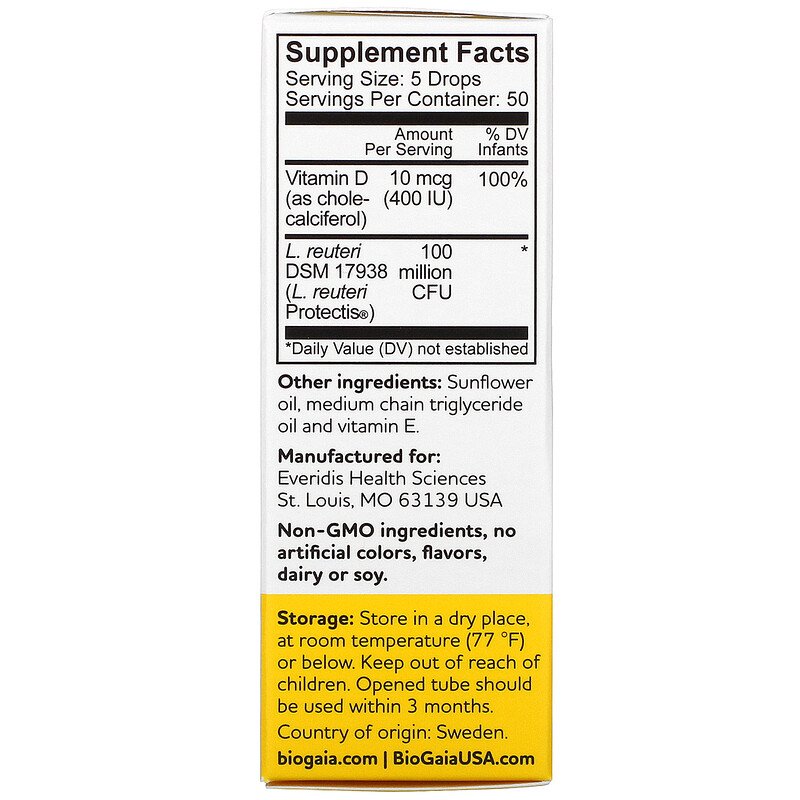 Supplement Facts
Serving Size: 5 Drops
Servings Per Container: 50
Amount % DV
Per Serving Infants
Vitamin D 10 mcg 100%
(as chole- (400 IU)
calciferol)
L. reuteri 100 *
DSM 17938 million
(L. reuteri CFU
Protectis®)
*Daily Value (DV) not established
Other ingredients: Sunflower
oil, medium chain triglyceride
oil and vitamin E.
Manufactured for:
Everidis Health Sciences
St. Louis, MO 63139 USA
Non-GMO ingredients, no
artificial colors, flavors,
dairy or soy.
Storage: Store in a dry place,
at room temperature (77 °F)
or below. Keep out of reach of
children. Opened tube should
be used within 3 months.
Country of origin: Sweden.
biogaia.com | BioGaiaUSA.com